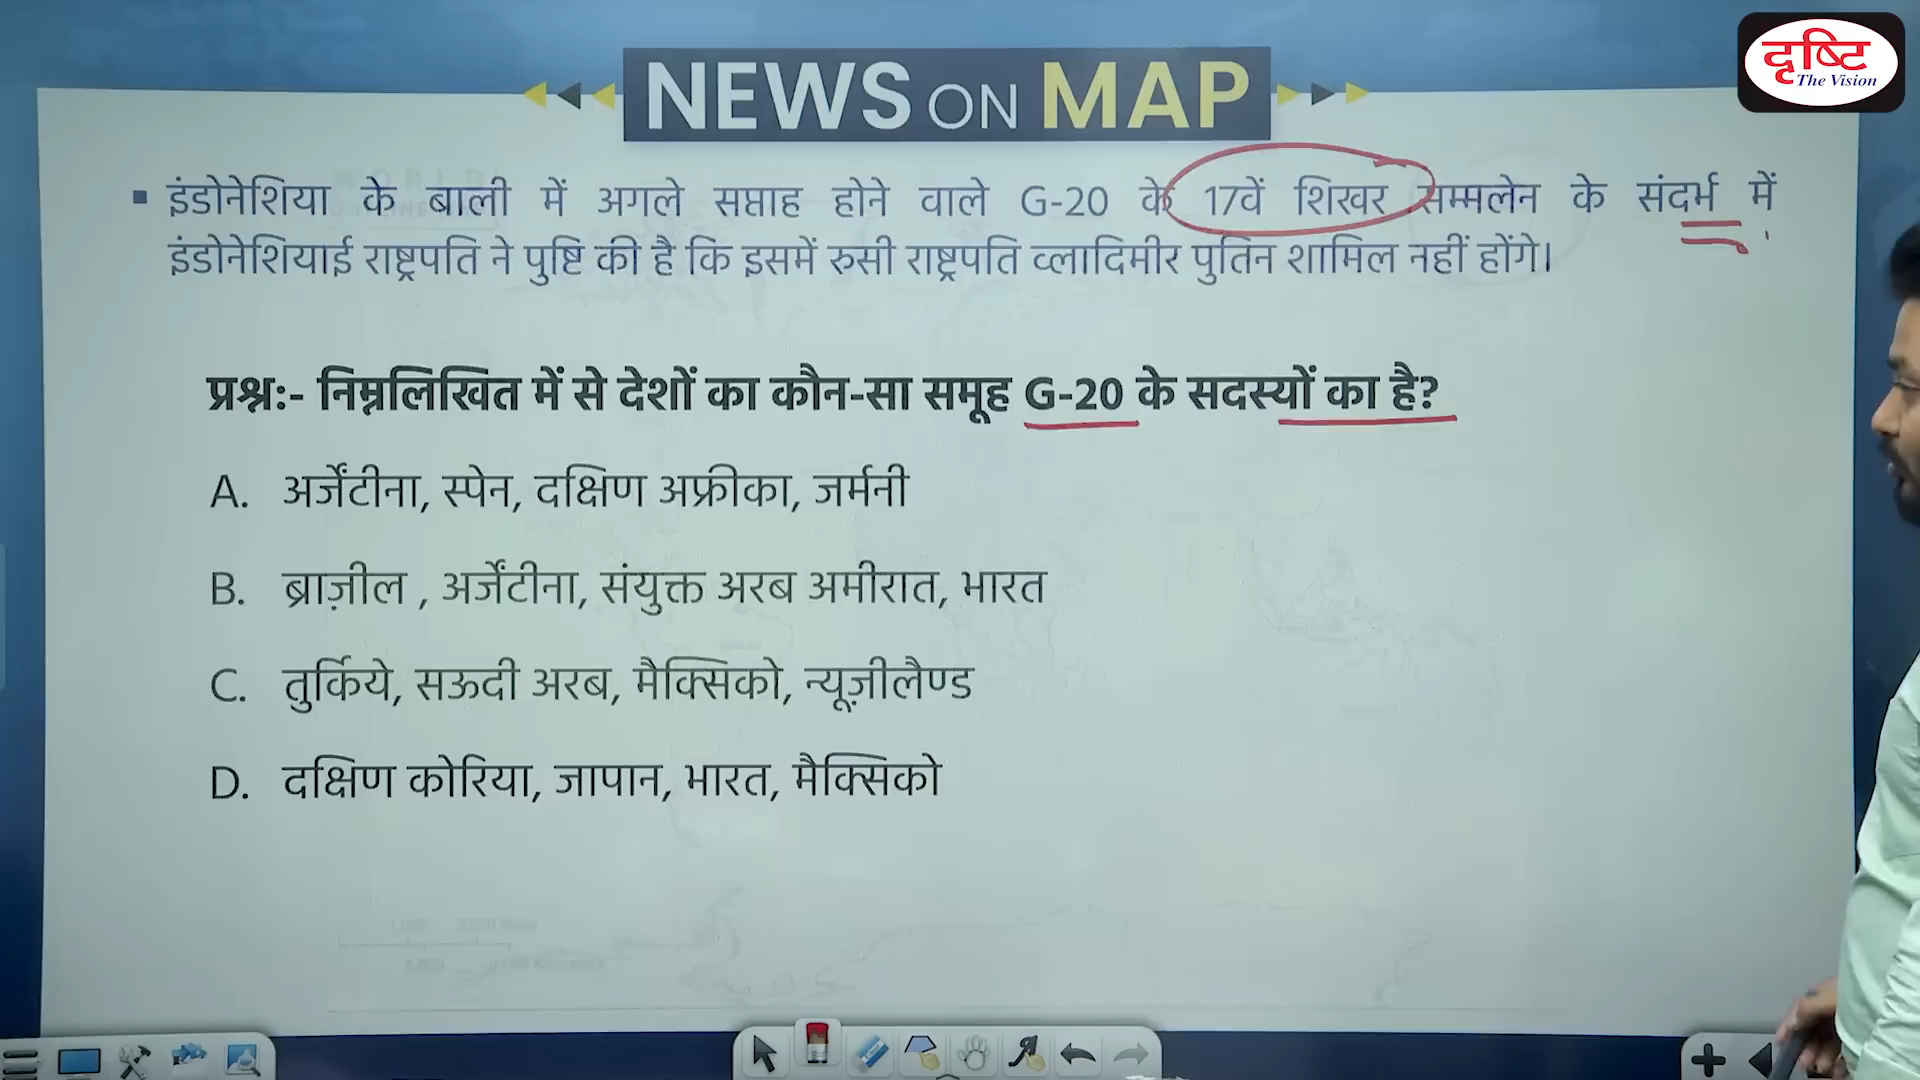 दृष्टि
The Vision
NEWS ON MAP
▪ इंडोनेशिया के बाली में अगले सप्ताह होने वाले G-20 के 17वें शिखर सम्मलेन के संदर्भ में
इंडोनेशियाई राष्ट्रपति ने पुष्टि की है कि इसमें रुसी राष्ट्रपति व्लादिमीर पुतिन शामिल नहीं होंगे।
प्रश्न:- निम्नलिखित में से देशों का कौन-सा समूह G-20 के सदस्यों का है?
A. अर्जेंटीना, स्पेन, दक्षिण अफ्रीका, जर्मनी
B. ब्राज़ील , अर्जेंटीना, संयुक्त अरब अमीरात, भारत
C. तुर्किये, सऊदी अरब, मैक्सिको, न्यूज़ीलैण्ड
D. दक्षिण कोरिया, जापान, भारत, मैक्सिको